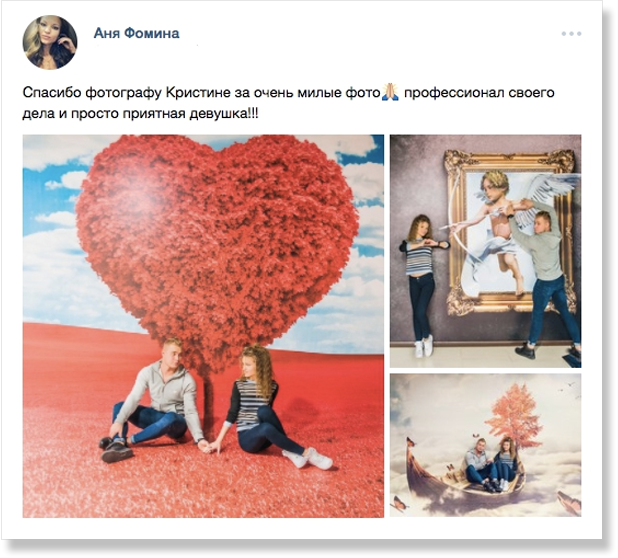 Аня Фомина
Спасибо фотографу Кристине за очень милые фото🙏🏼 профессионал своего
дела и просто приятная девушка!!!